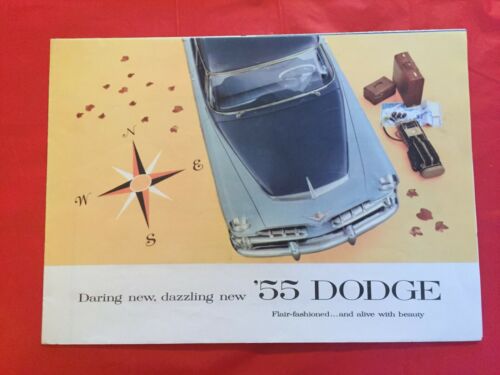 N
E
W
S
Daring new, dazzling new '55 DODGE
Flair-fashioned...and alive with beauty